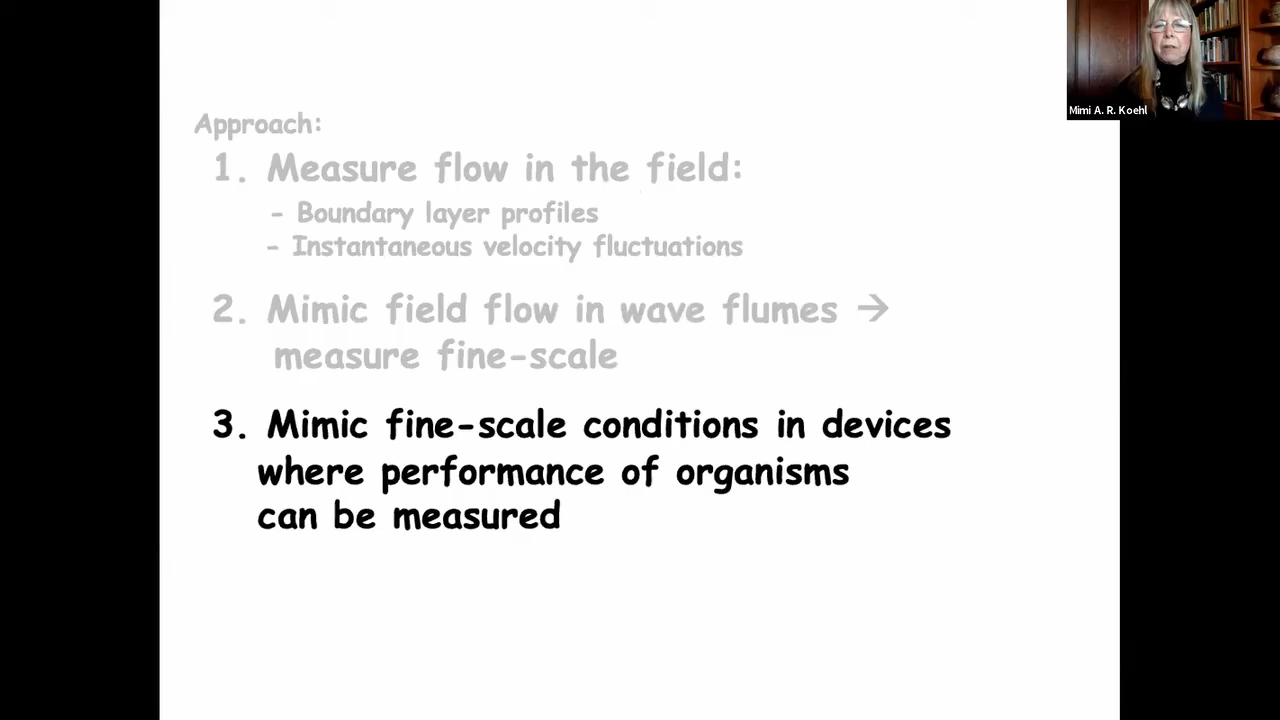 Mimi A. R. Koehl
Approach:
1. Measure flow in the field:
- Boundary layer profiles
- Instantaneous velocity fluctuations
2. Mimic field flow in wave flumes →
measure fine-scale
3. Mimic fine-scale conditions in devices
where performance of organisms
can be measured